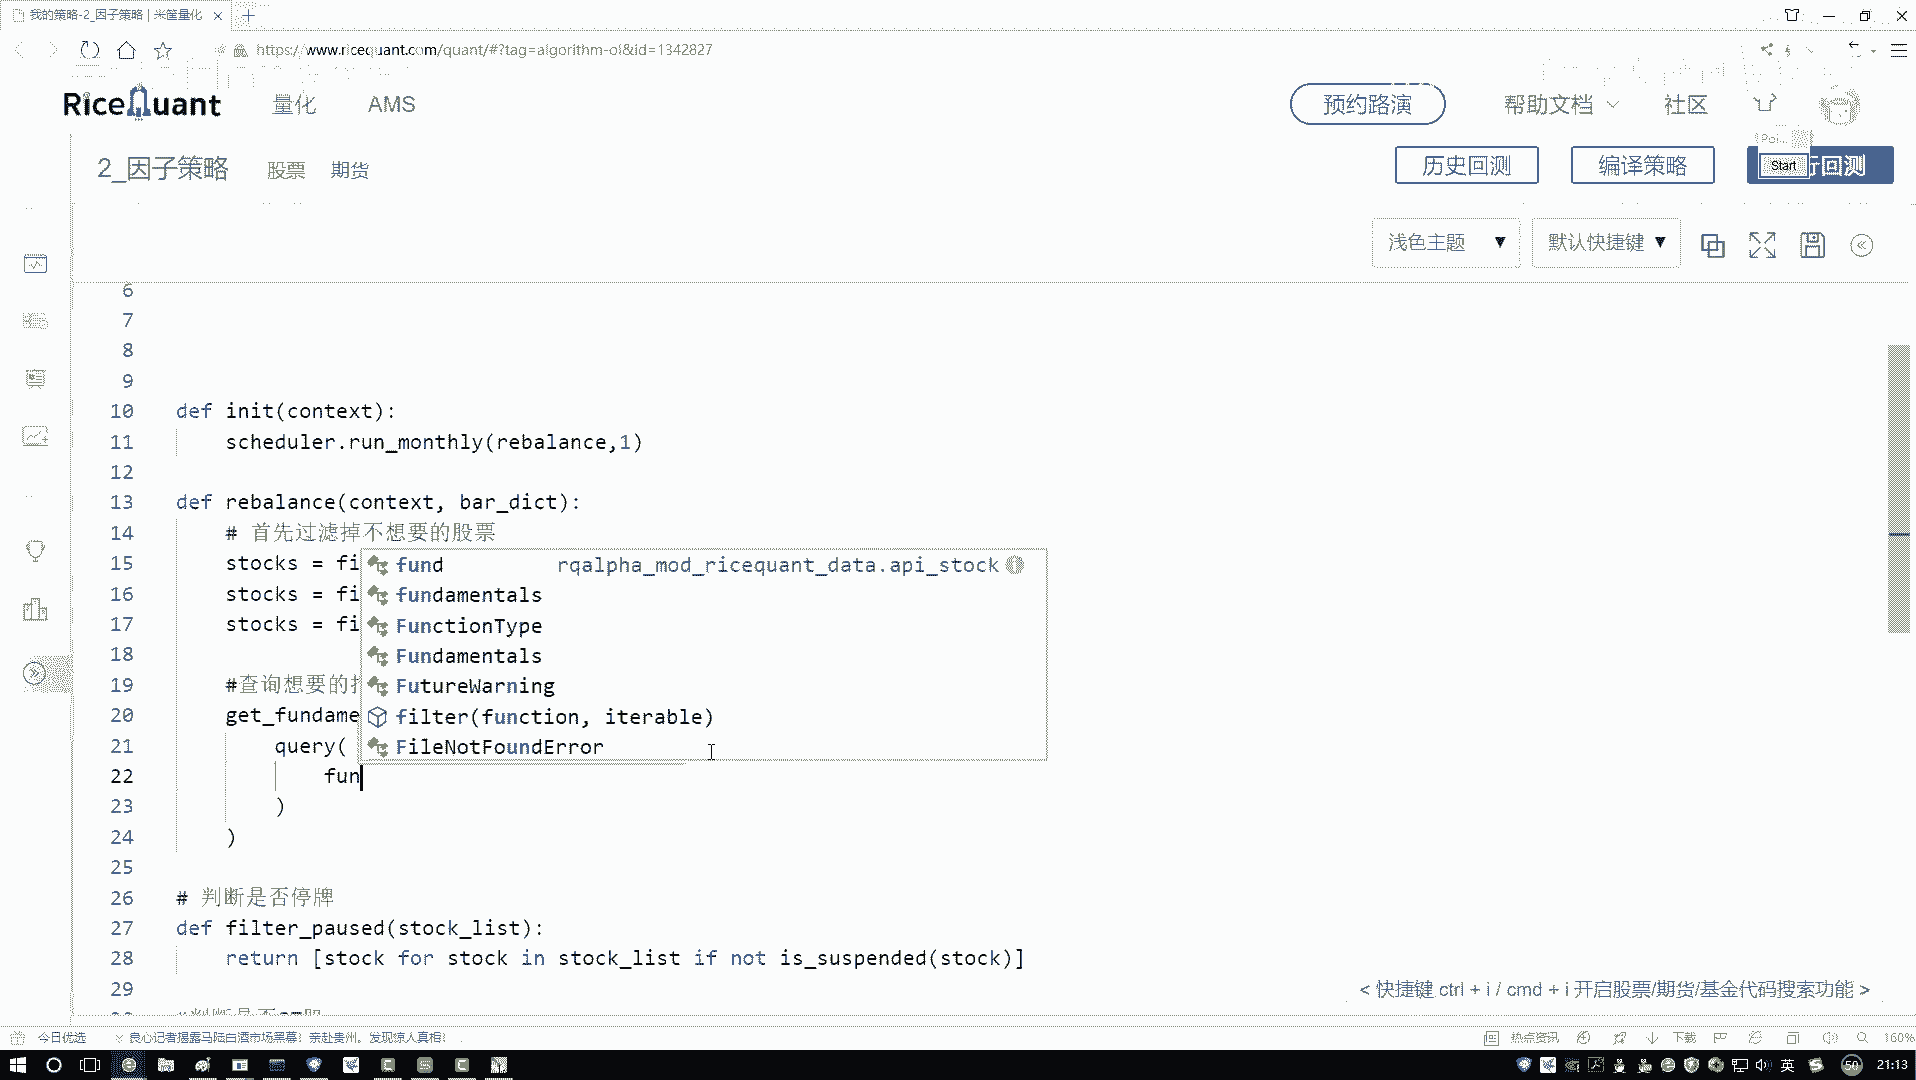 我的策略-2_因子策略 | 米筐量化
https://www.ricequant.com/quant/#?tag=algorithm-ol&id=1342827
RiceQuant 量化 AMS 预约路演 帮助文档 社区
2_因子策略 股票 期货 历史回测 编译策略 Start 行回测
浅色主题 ▼ 默认快捷键 ▼
6
7
8
9
10 def init(context):
11 scheduler.run_monthly(rebalance,1)
12
13 def rebalance(context, bar_dict):
14 # 首先过滤掉不想要的股票
15 stocks = fi
fund rqalpha_mod_ricequant_data.api_stock
16 stocks = fi
fundamentals
17 stocks = fi
FunctionType
18
Fundamentals
19 #查询想要的
FutureWarning
20 get_fundame
filter(function, iterable)
21 query(
FileNotFoundError
22 fun
23 )
24 )
25
26 # 判断是否停牌
27 def filter_paused(stock_list):
28 return [stock for stock in stock_list if not is_suspended(stock)]
29
< 快捷键 ctrl + i / cmd + i 开启股票/期货/基金代码搜索功能 >
今日优选 良心记者揭露马陆白酒市场黑幕！亲赴贵州。发现惊人真相！ 热点资讯 下载 160%
英 50 21:13